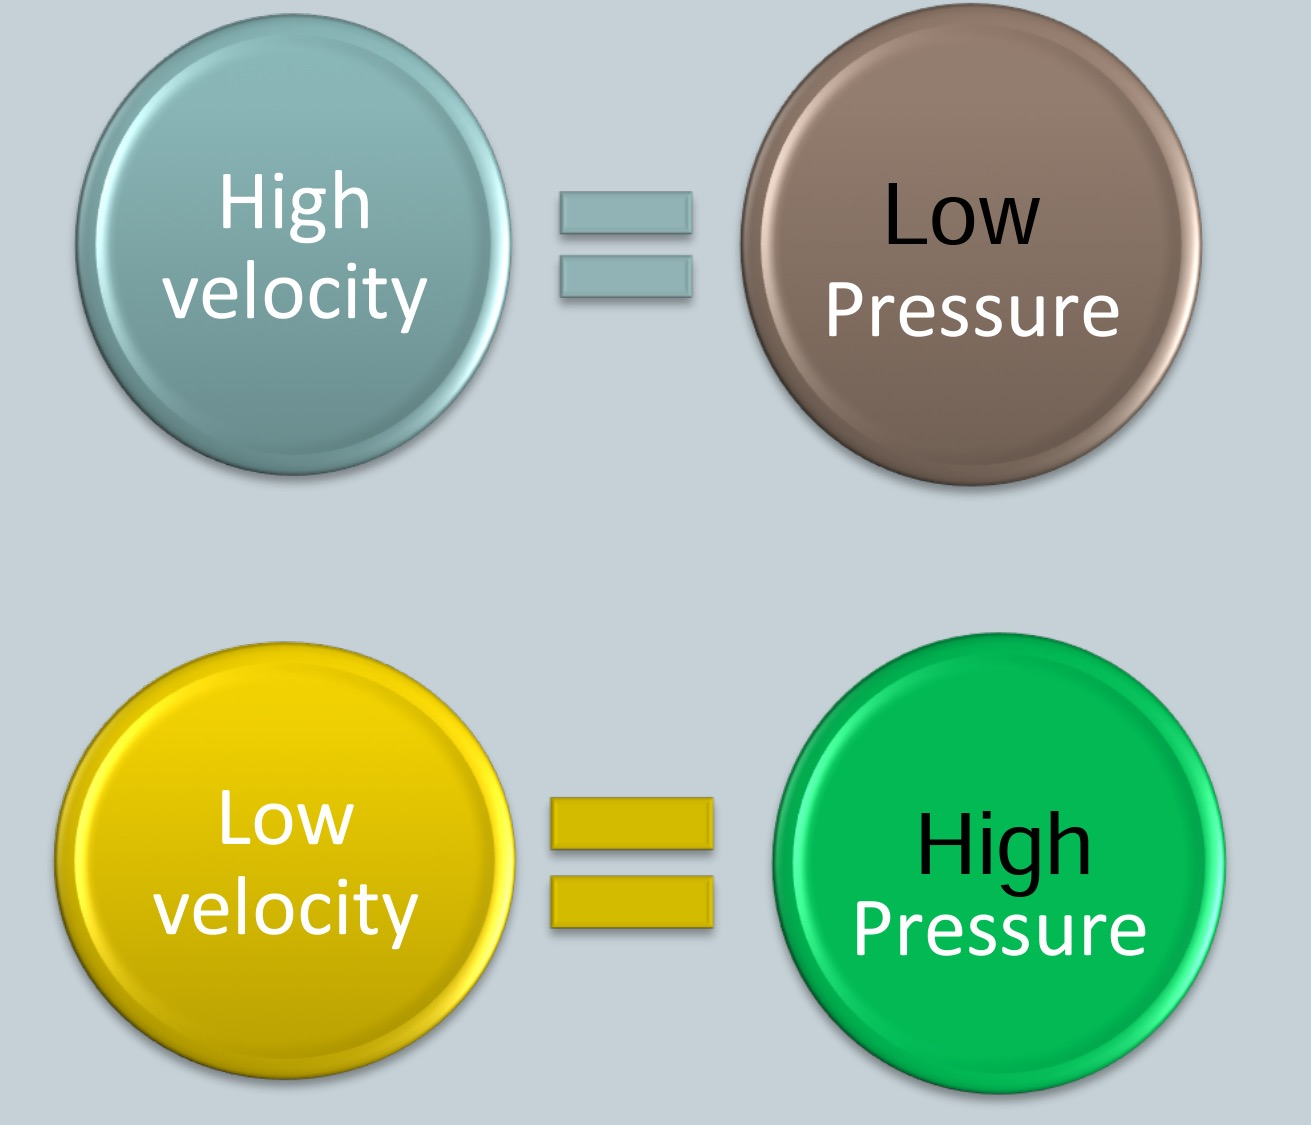 High
velocity
Low
Pressure
Low
velocity
High
Pressure